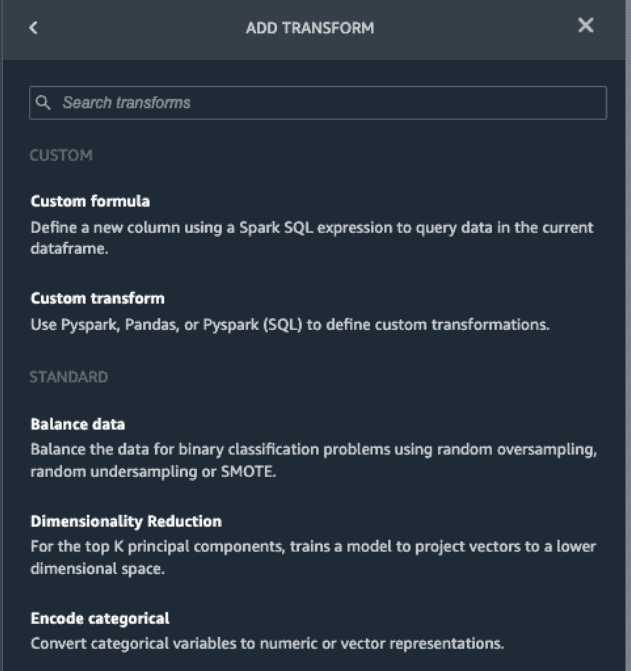 ADD TRANSFORM
Search transforms
CUSTOM
Custom formula
Define a new column using a Spark SQL expression to query data in the current
dataframe.
Custom transform
Use Pyspark, Pandas, or Pyspark (SQL) to define custom transformations.
STANDARD
Balance data
Balance the data for binary classification problems using random oversampling,
random undersampling or SMOTE.
Dimensionality Reduction
For the top K principal components, trains a model to project vectors to a lower
dimensional space.
Encode categorical
Convert categorical variables to numeric or vector representations.